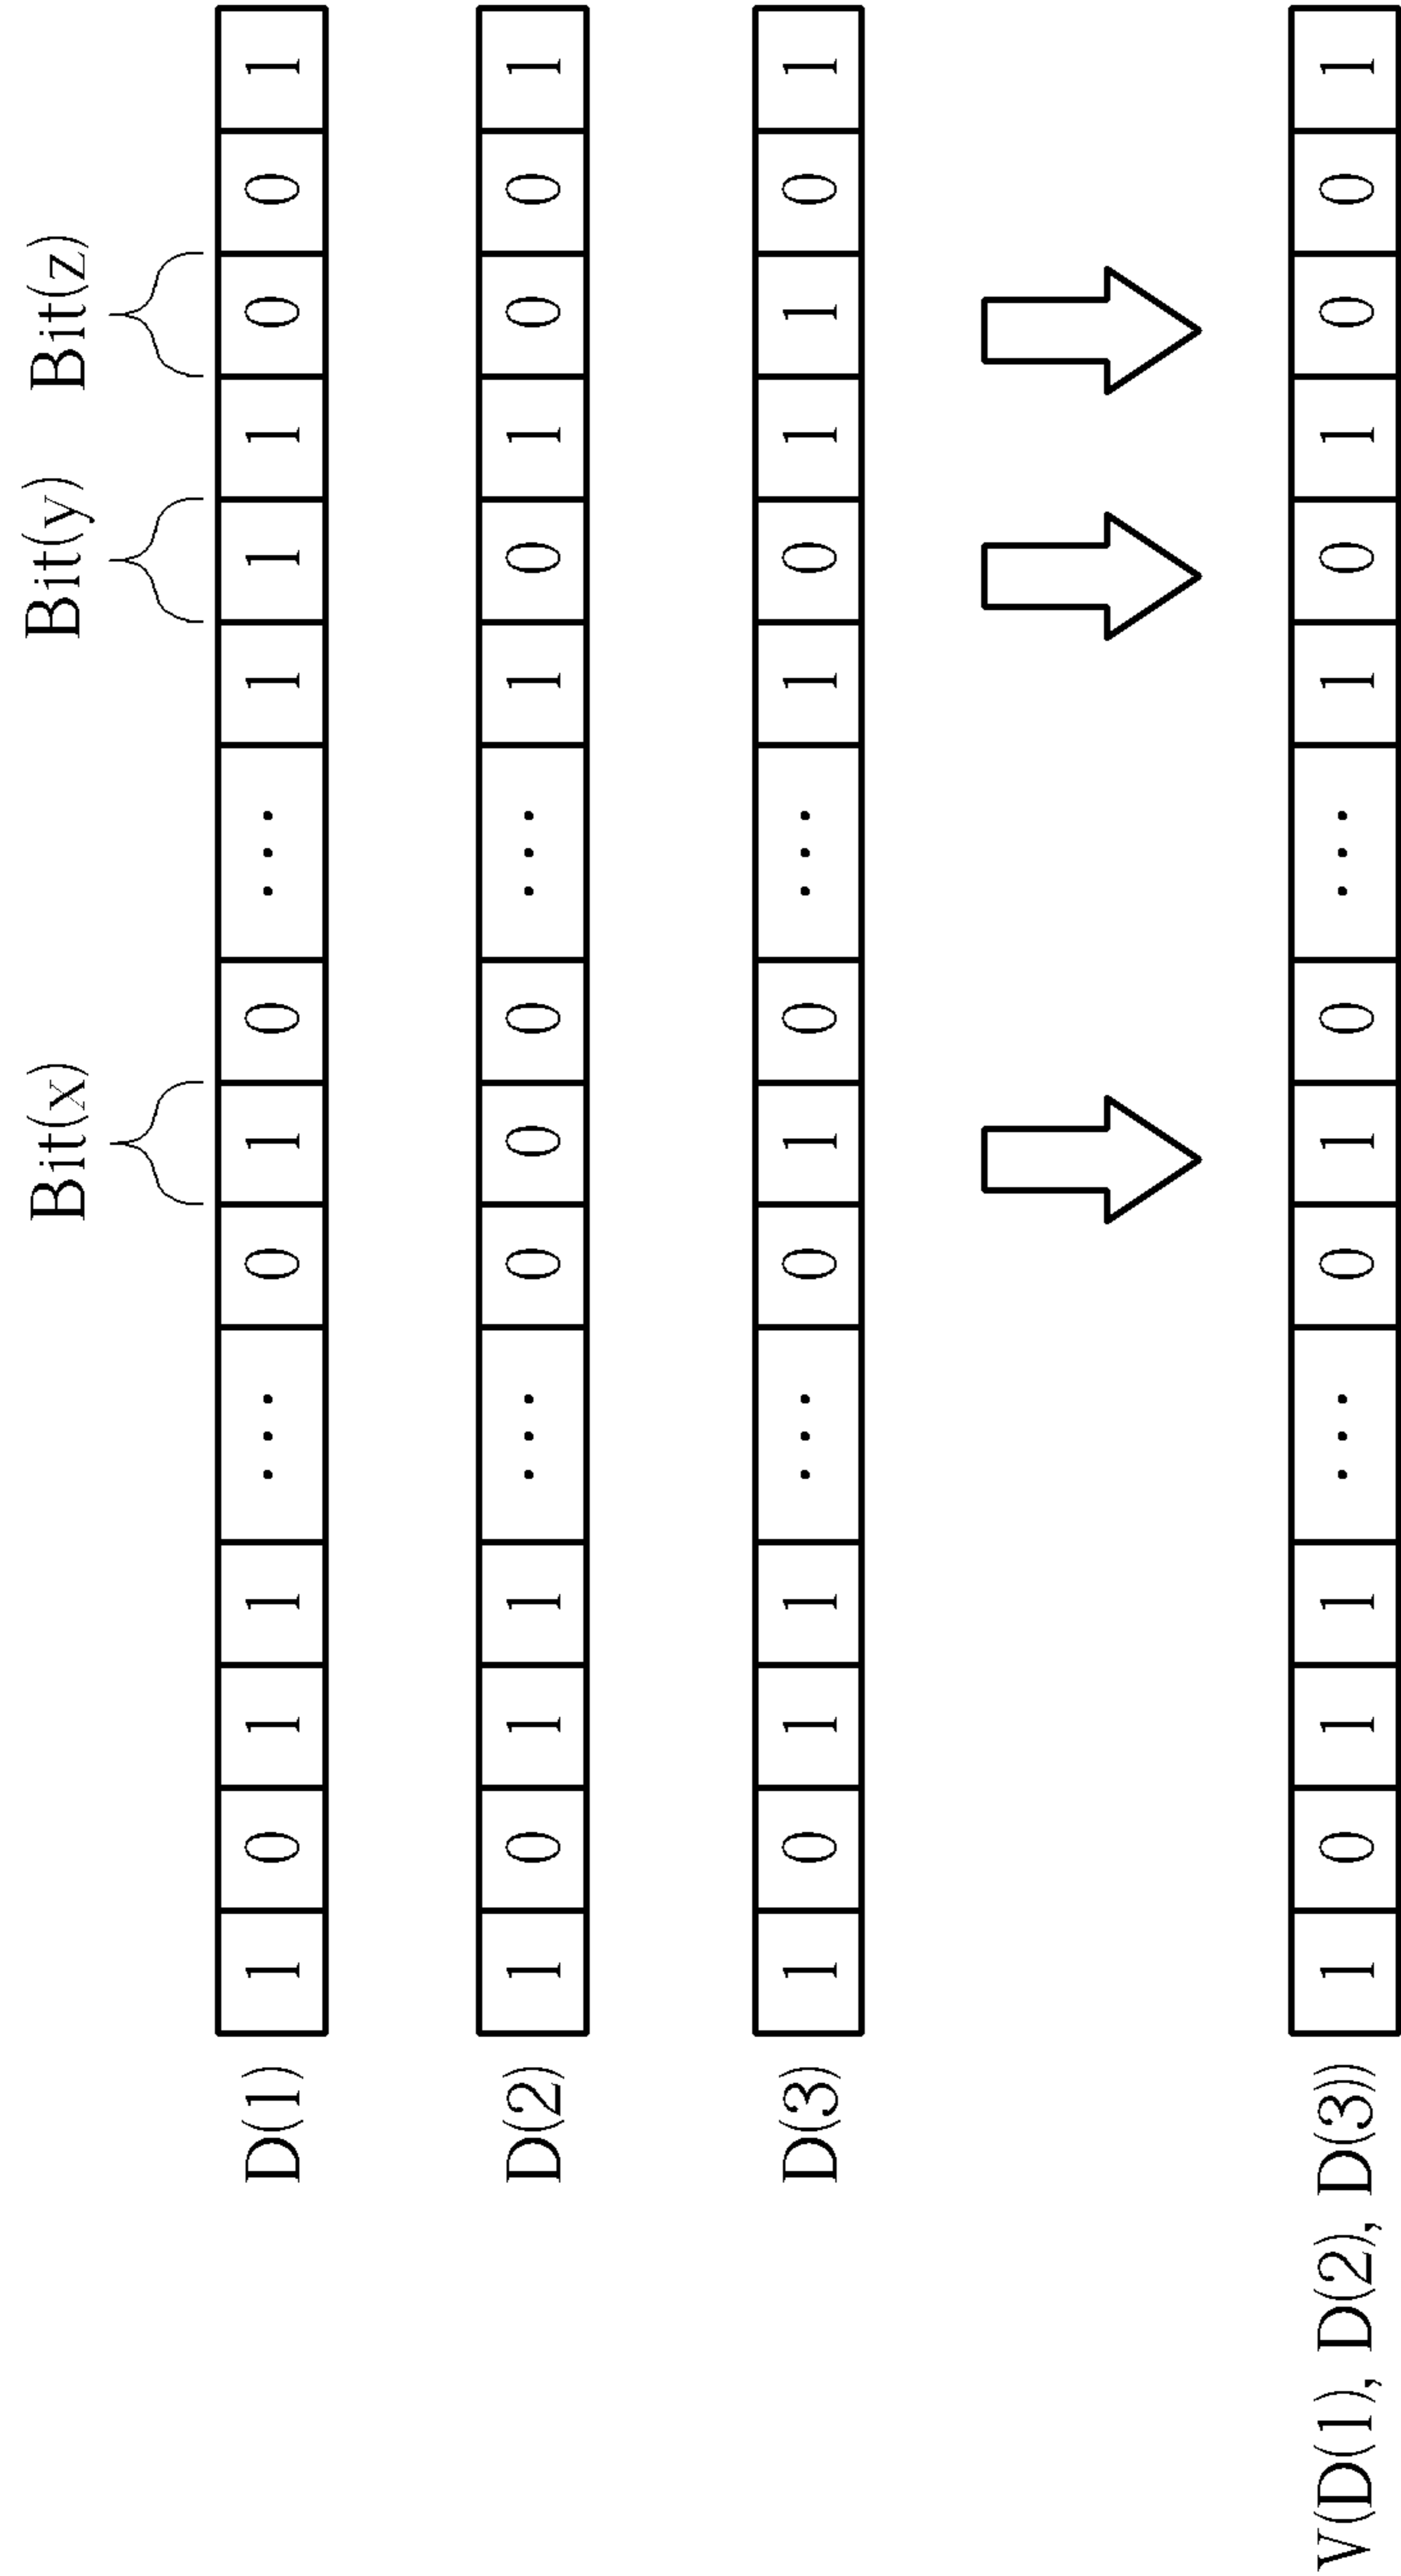 Bit(x) Bit(y) Bit(z)
D(1) 1 0 1 1 ... 0 1 0 ... 1 1 1 0 0 1
D(2) 1 0 1 1 ... 0 0 0 ... 1 0 1 0 0 1
D(3) 1 0 1 1 ... 0 1 0 ... 1 0 1 1 0 1
V(D(1), D(2), D(3)) 1 0 1 1 ... 0 1 0 ... 1 0 1 0 0 1